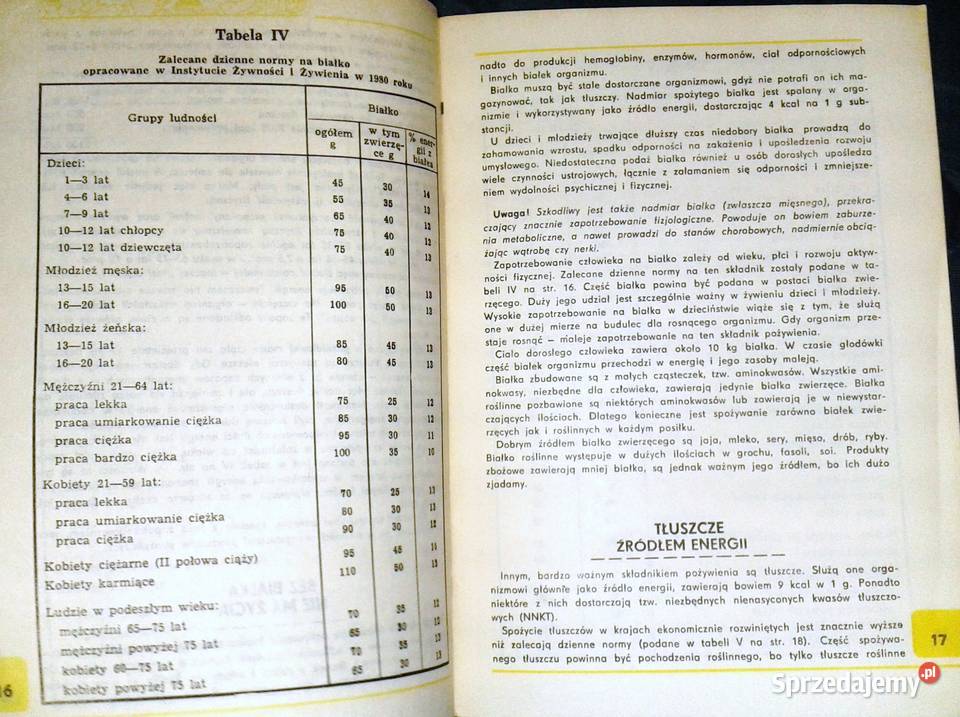 Tabela IV
Zalecane dzienne normy na białko
opracowane w Instytucie Żywności i Żywienia w 1980 roku
Grupy ludności
Białko
ogółem g
w tym zwierzęce g
% energii z białka
Dzieci:
1—3 lat 45 30 14
4—6 lat 55 35 13
7—9 lat 65 40 12
10—12 lat chłopcy 75 40 12
10—12 lat dziewczęta 75 40 13
Młodzież męska:
13—15 lat 95 50 13
16—20 lat 100 50 13
Młodzież żeńska:
13—15 lat 85 45 13
16—20 lat 80 45 13
Mężczyźni 21—64 lat:
praca lekka 75 25 12
praca umiarkowanie ciężka 85 30 12
praca ciężka 95 30 11
praca bardzo ciężka 100 35 10
Kobiety 21—59 lat:
praca lekka 70 25 13
praca umiarkowanie ciężka 80 30 13
praca ciężka 90 30 12
Kobiety ciężarne (II połowa ciąży) 95 45
Kobiety karmiące 110 50 13
Ludzie w podeszłym wieku:
mężczyźni 65—75 lat 70 35 12
mężczyźni powyżej 75 lat 65 30 12
kobiety 60—75 lat 70 35 13
kobiety powyżej 75 lat 65 30 13
16
nadto do produkcji hemoglobiny, enzymów, hormonów, ciał odpornościowych
i innych białek organizmu.
Białka muszą być stale dostarczane organizmowi, gdyż nie potrafi on ich ma-
gazynować, tak jak tłuszczy. Nadmiar spożytego białka jest spalany w orga-
nizmie i wykorzystywany jako źródło energii, dostarczając 4 kcal na 1 g sub-
stancji.
U dzieci i młodzieży trwające dłuższy czas niedobory białka prowadzą do
zahamowania wzrostu, spadku odporności na zakażenia i upośledzenia rozwoju
umysłowego. Niedostateczna podaż białka również u osób dorosłych upośledza
wiele czynności ustrojowych, łącznie z załamaniem się odporności i zmniejsze-
niem wydolności psychicznej i fizycznej.
Uwaga! Szkodliwy jest także nadmiar białka (zwłaszcza mięsnego), przekra-
czający znacznie zapotrzebowanie fizjologiczne. Powoduje on bowiem zaburze-
nia metaboliczne, a nawet prowadzi do stanów chorobowych, nadmiernie obcią-
żając wątrobę czy nerki.
Zapotrzebowanie człowieka na białko zależy od wieku, płci i rozwoju aktyw-
ności fizycznej. Zalecane dzienne normy na ten składnik zostały podane w ta-
beli IV na str. 16. Część białka powina być podana w postaci białka zwie-
rzęcego. Duży jego udział jest szczególnie ważny w żywieniu dzieci i młodzieży.
Wysokie zapotrzebowanie na białka w dzieciństwie wiąże się z tym, że służą
one w dużej mierze na budulec dla rosnącego organizmu. Gdy organizm prze-
staje rosnąć — maleje zapotrzebowanie na ten składnik pożywienia.
Ciało dorosłego człowieka zawiera około 10 kg białka. W czasie głodówki
część białek organizmu przechodzi w energię i jego zasoby maleją.
Białka zbudowane są z małych cząsteczek, tzw. aminokwasów. Wszystkie ami-
nokwasy, niezbędne dla człowieka, zawierają jedynie białka zwierzęce. Białka
roślinne pozbawione są niektórych aminokwasów lub zawierają je w niewystar-
czających ilościach. Dlatego konieczne jest spożywanie zarówno białek zwie-
rzęcych jak i roślinnych w każdym posiłku.
Dobrym źródłem białka zwierzęcego są jaja, mleko, sery, mięso, drób, ryby.
Białko roślinne występuje w dużych ilościach w grochu, fasoli, soi. Produkty
zbożowe zawierają mniej białka, są jednak ważnym jego źródłem, bo ich dużo
zjadamy.
TŁUSZCZE
ŹRÓDŁEM ENERGII
Innym, bardzo ważnym składnikiem pożywienia są tłuszcze. Służą one orga-
nizmowi głównie jako źródło energii, zawierają bowiem 9 kcal w 1 g. Ponadto
niektóre z nich dostarczają tzw. niezbędnych nienasyconych kwasów tłuszczo-
wych (NNKT).
Spożycie tłuszczów w krajach ekonomicznie rozwiniętych jest znacznie wyższe
niż zalecają dzienne normy (podane w tabeli V na str. 18). Część spożywa-
nego tłuszczu powinna być pochodzenia roślinnego, bo tylko tłuszcze roślinne
17
Sprzedajemy.pl